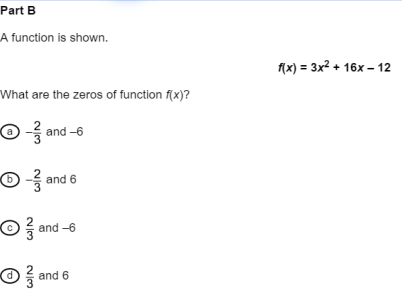 Part B
A function is shown.
f(x) = 3x² + 16x – 12
What are the zeros of function f(x)?
a –2/3 and –6
b –2/3 and 6
c 2/3 and –6
d 2/3 and 6